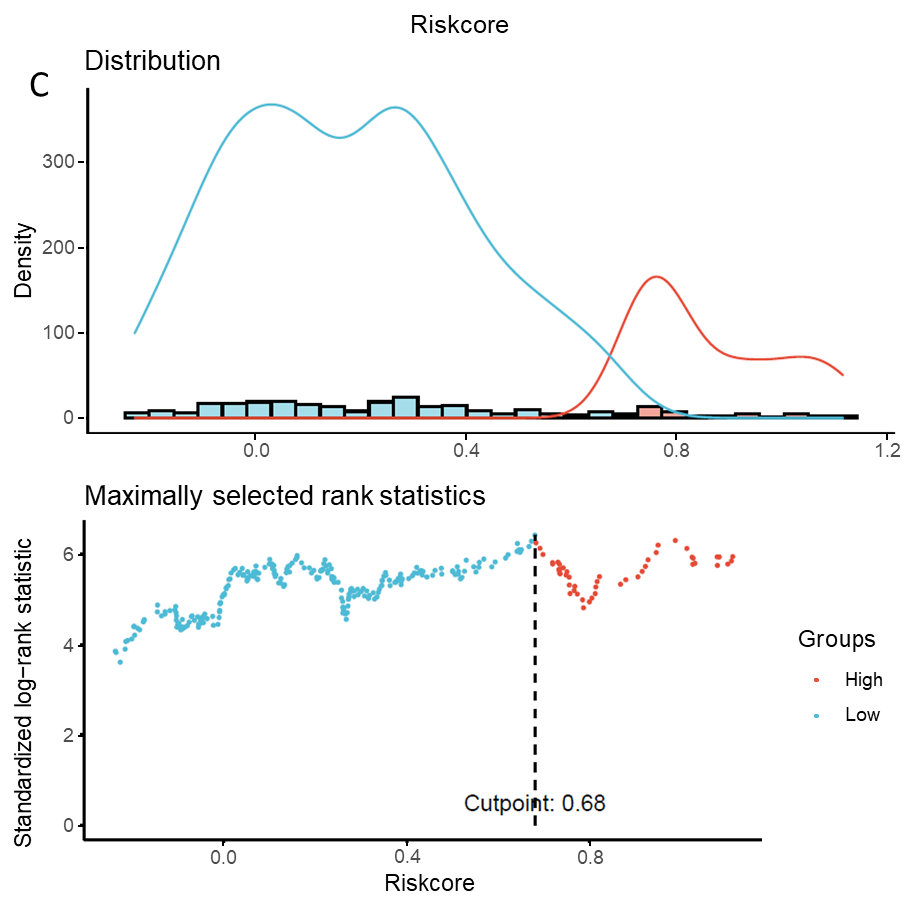 Riskcore
Distribution
C
Density
300
200
100
0
0.0 0.4 0.8 1.2
Maximally selected rank statistics
Standardized log−rank statistic
6
4
2
0
Cutpoint: 0.68
0.0 0.4 0.8
Riskcore
Groups
High
Low